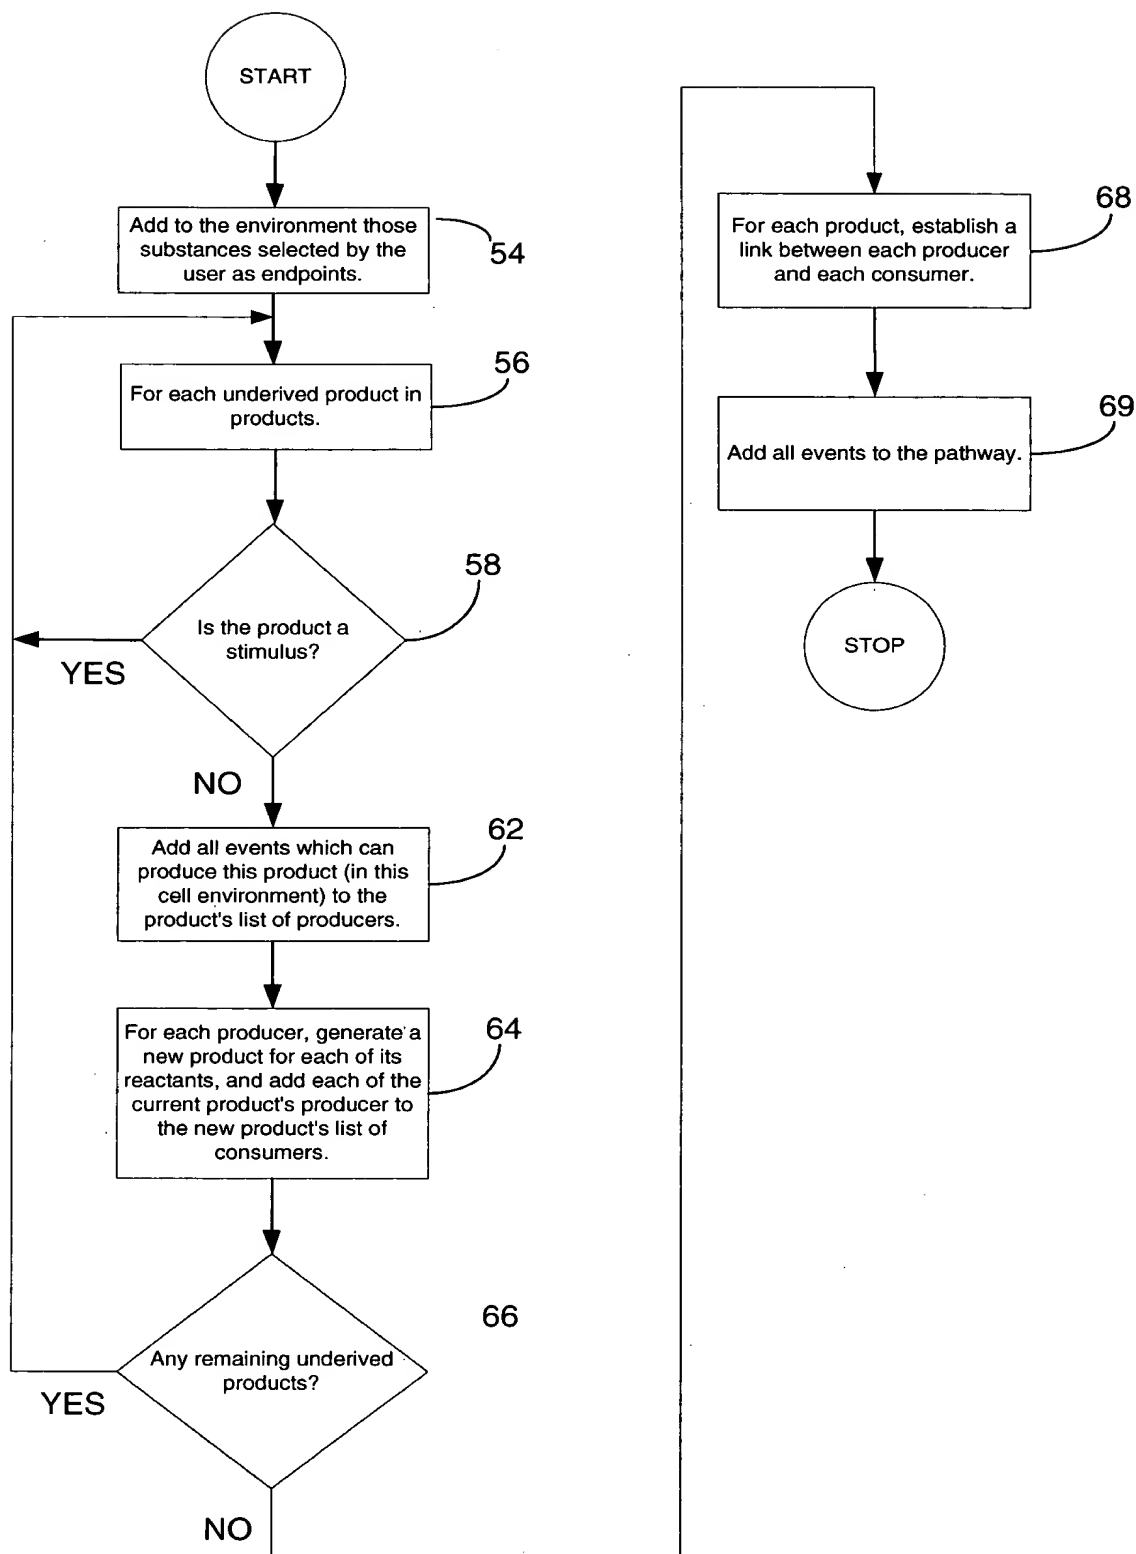 START
Add to the environment those
substances selected by the
user as endpoints.
54
For each underived product in
products.
56
Is the product a
stimulus?
58
YES
NO
Add all events which can
produce this product (in this
cell environment) to the
product's list of producers.
62
For each producer, generate a
new product for each of its
reactants, and add each of the
current product's producer to
the new product's list of
consumers.
64
Any remaining underived
products?
66
YES
NO
For each product, establish a
link between each producer
and each consumer.
68
Add all events to the pathway.
69
STOP